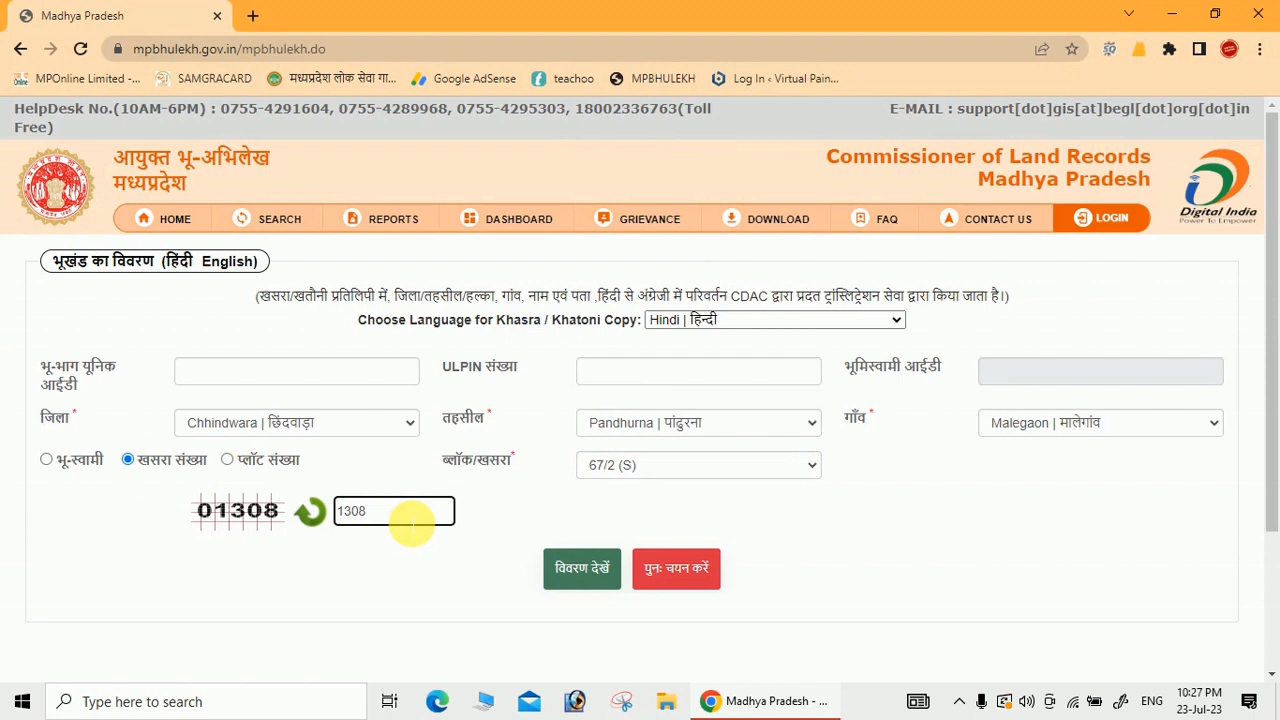 Madhya Pradesh
mpbhulekh.gov.in/mpbhulekh.do
MPOnline Limited -... SAMGRACARD मध्यप्रदेश लोक सेवा गा... Google AdSense teachoo MPBHULEKH Log In ‹ Virtual Pain...
HelpDesk No.(10AM-6PM) : 0755-4291604, 0755-4289968, 0755-4295303, 18002336763(Toll
Free)
E-MAIL : support[dot]gis[at]begl[dot]org[dot]in
आयुक्त भू-अभिलेख
मध्यप्रदेश
Commissioner of Land Records
Madhya Pradesh
Digital India
Power To Empower
HOME SEARCH REPORTS DASHBOARD GRIEVANCE DOWNLOAD FAQ CONTACT US LOGIN
भूखंड का विवरण (हिंदी English)
(खसरा/खतौनी प्रतिलिपी में, जिला/तहसील/हल्का, गांव, नाम एवं पता ,हिंदी से अंग्रेजी में परिवर्तन CDAC द्वारा प्रदत ट्रांस्लिट्रेशन सेवा द्वारा किया जाता है।)
Choose Language for Khasra / Khatoni Copy: Hindi | हिन्दी
भू-भाग यूनिक
आईडी
ULPIN संख्या
भूमिस्वामी आईडी
जिला * Chhindwara | छिंदवाड़ा तहसील * Pandhurna | पांढुरना गाँव * Malegaon | मालेगांव
भू-स्वामी खसरा संख्या प्लॉट संख्या ब्लॉक/खसरा* 67/2 (S)
01308 1308
विवरण देखें पुनः चयन करें
Type here to search
Madhya Pradesh - ...
ENG
10:27 PM
23-Jul-23